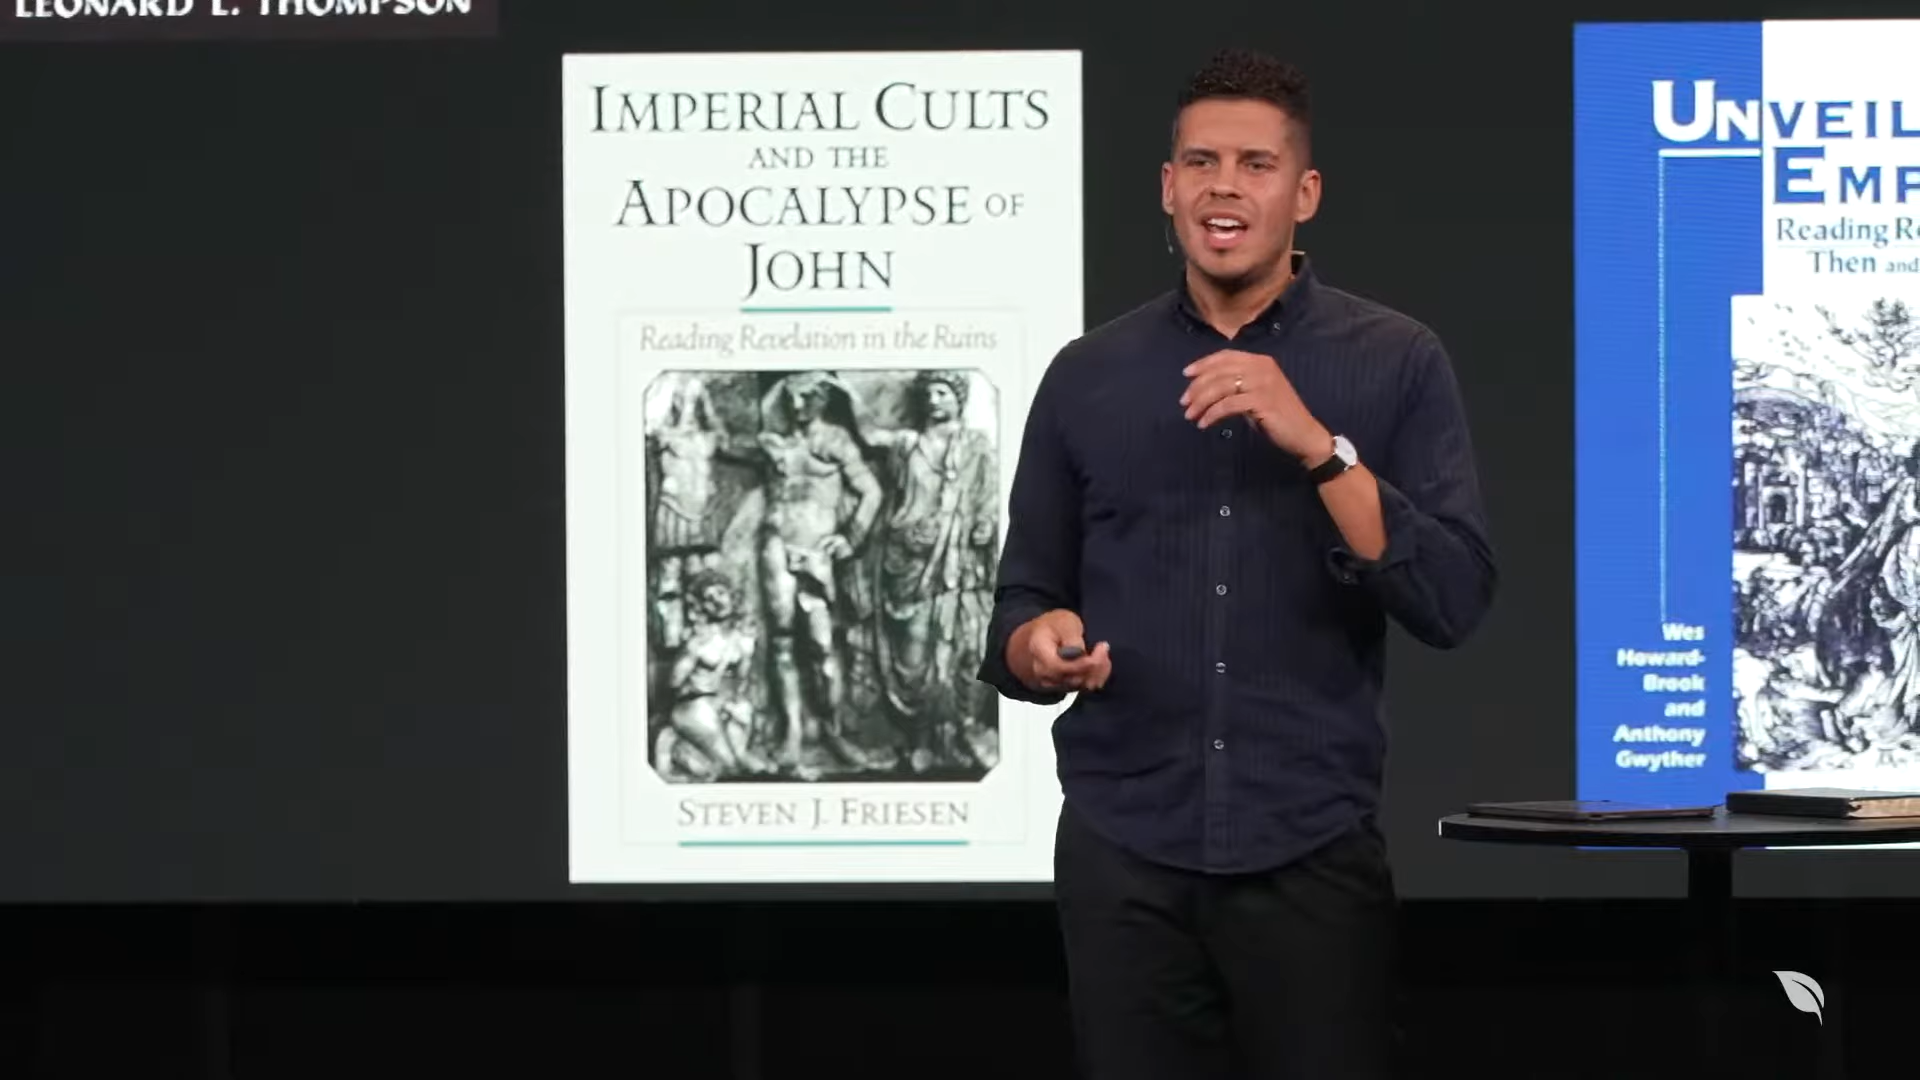 LEONARD L. THOMPSON
IMPERIAL CULTS
AND THE
APOCALYPSE OF
JOHN
Reading Revelation in the Ruins
STEVEN J. FRIESEN
UNVEIL
EMP
Reading Re
Then and
Wes
Howard-
Brook
and
Anthony
Gwyther